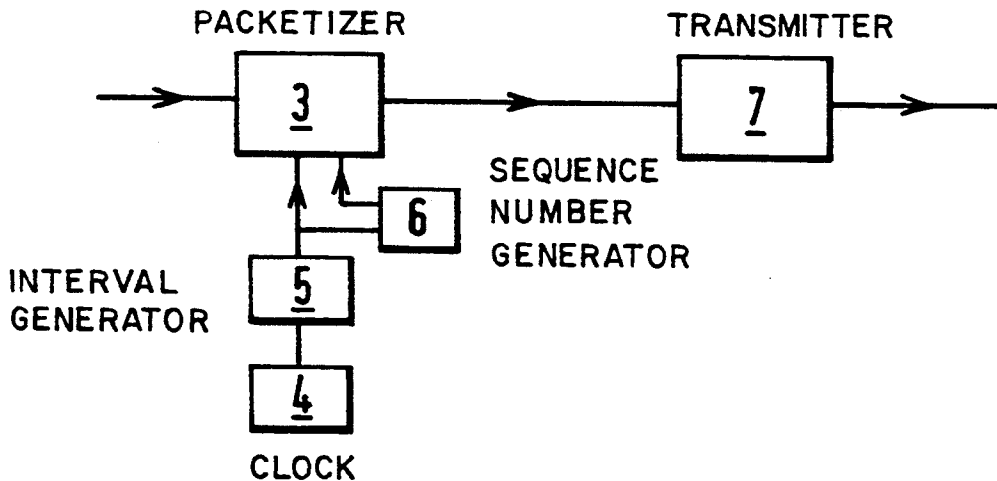 PACKETIZER
TRANSMITTER
3
7
SEQUENCE
NUMBER
GENERATOR
6
INTERVAL
GENERATOR
5
4
CLOCK